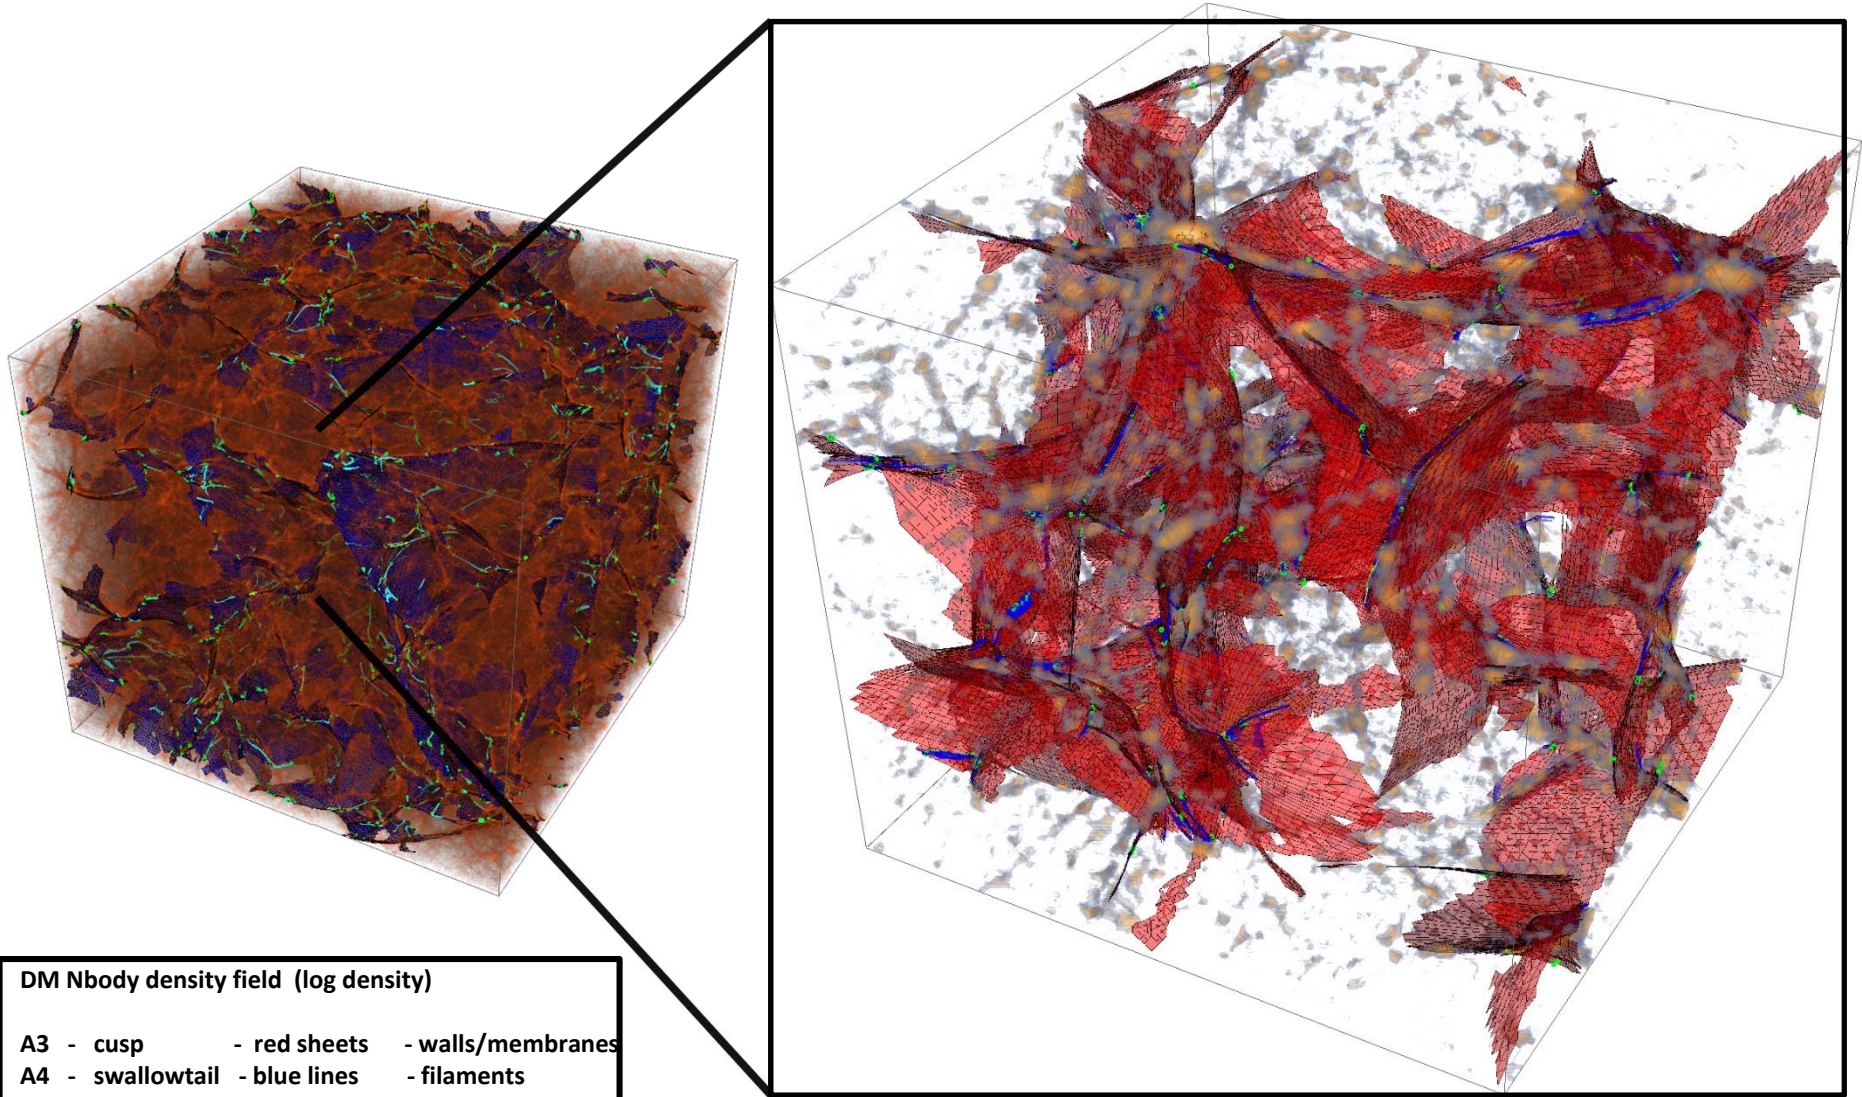 DM Nbody density field (log density)
A3 - cusp - red sheets - walls/membranes
A4 - swallowtail - blue lines - filaments